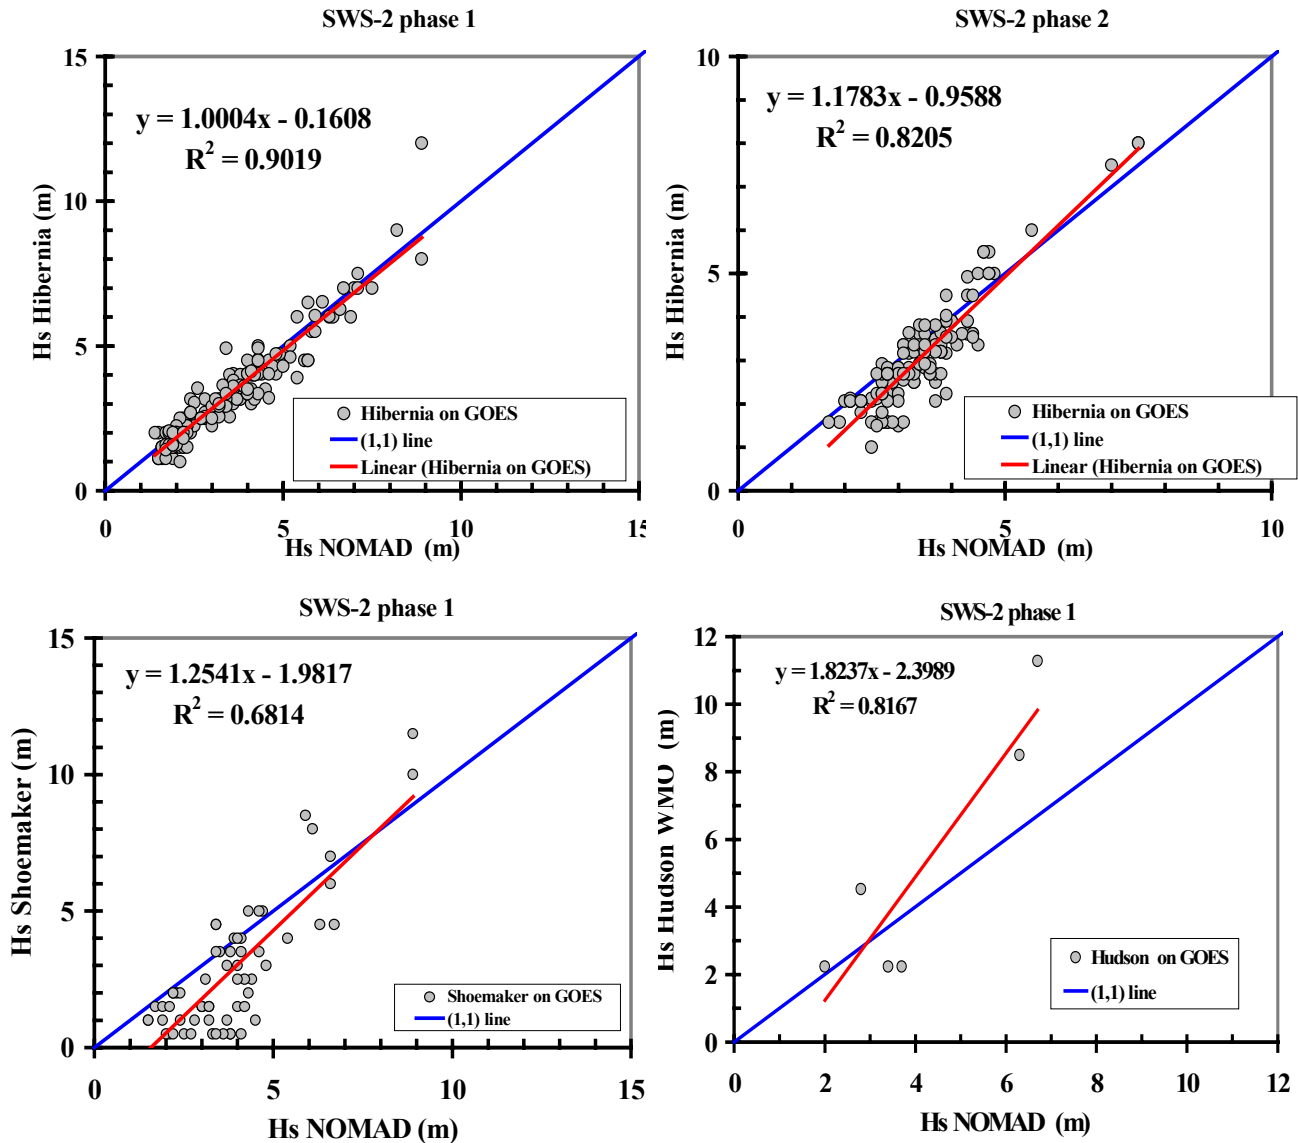 SWS-2 phase 1
y = 1.0004x - 0.1608
R² = 0.9019
Hs Hibernia (m)
15
10
5
0
Hibernia on GOES
(1,1) line
Linear (Hibernia on GOES)
0 5 10 15
Hs NOMAD (m)
SWS-2 phase 2
y = 1.1783x - 0.9588
R² = 0.8205
Hs Hibernia (m)
10
5
0
Hibernia on GOES
(1,1) line
Linear (Hibernia on GOES)
0 5 10
Hs NOMAD (m)
SWS-2 phase 1
y = 1.2541x - 1.9817
R² = 0.6814
Hs Shoemaker (m)
15
10
5
0
Shoemaker on GOES
(1,1) line
0 5 10 15
Hs NOMAD (m)
SWS-2 phase 1
y = 1.8237x - 2.3989
R² = 0.8167
Hs Hudson WMO (m)
12
10
8
6
4
2
0
Hudson on GOES
(1,1) line
0 2 4 6 8 10 12
Hs NOMAD (m)